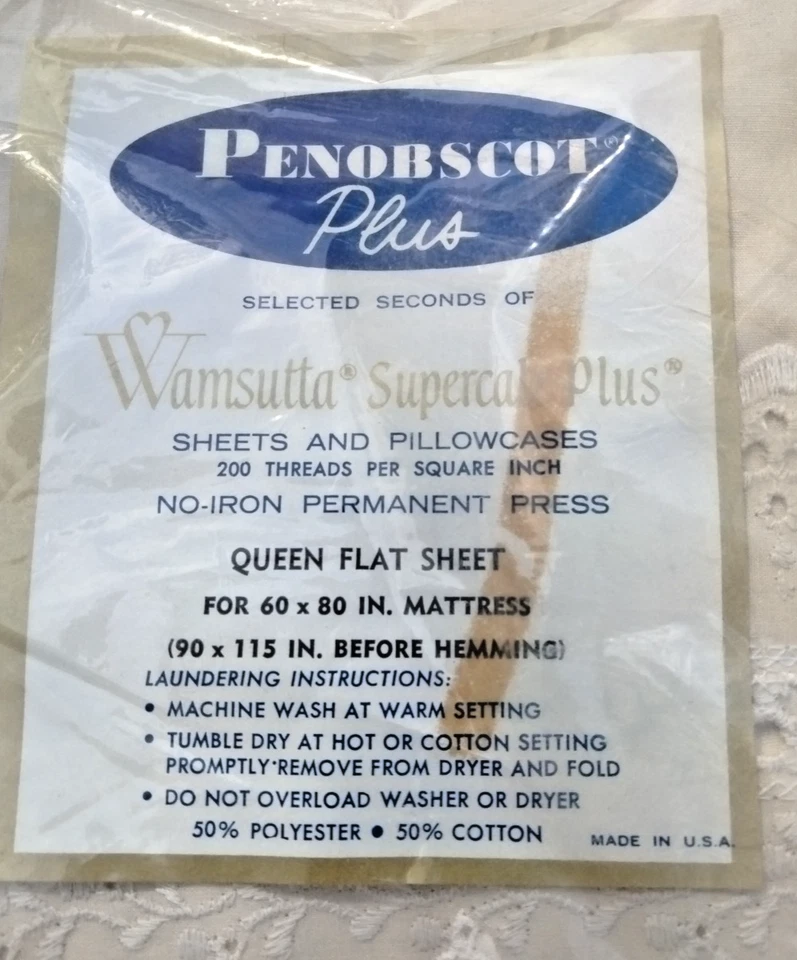 PENOBSCOT®
Plus
SELECTED SECONDS OF
Wamsutta® Plus®
SHEETS AND PILLOWCASES
200 THREADS PER SQUARE INCH
NO-IRON PERMANENT PRESS
QUEEN FLAT SHEET
FOR 60 x 80 IN. MATTRESS
(90 x 115 IN. BEFORE HEMMING)
LAUNDERING INSTRUCTIONS:
• MACHINE WASH AT WARM SETTING
• TUMBLE DRY AT HOT OR COTTON SETTING
PROMPTLY REMOVE FROM DRYER AND FOLD
• DO NOT OVERLOAD WASHER OR DRYER
50% POLYESTER • 50% COTTON
MADE IN U.S.A.